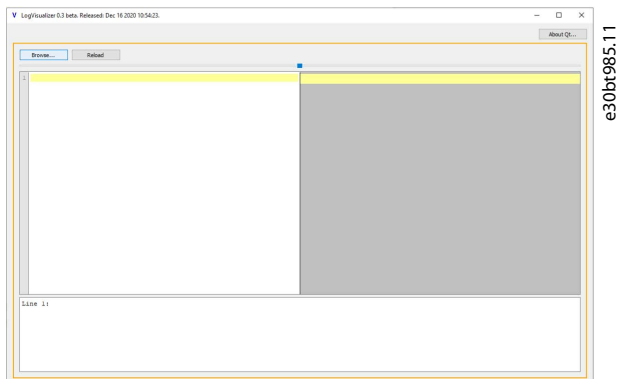 V LogVisualizer 0.3 beta. Released: Dec 16 2020 10:54:23.
About Qt...
Browse... Reload
1
Line 1:
e30bt985.11